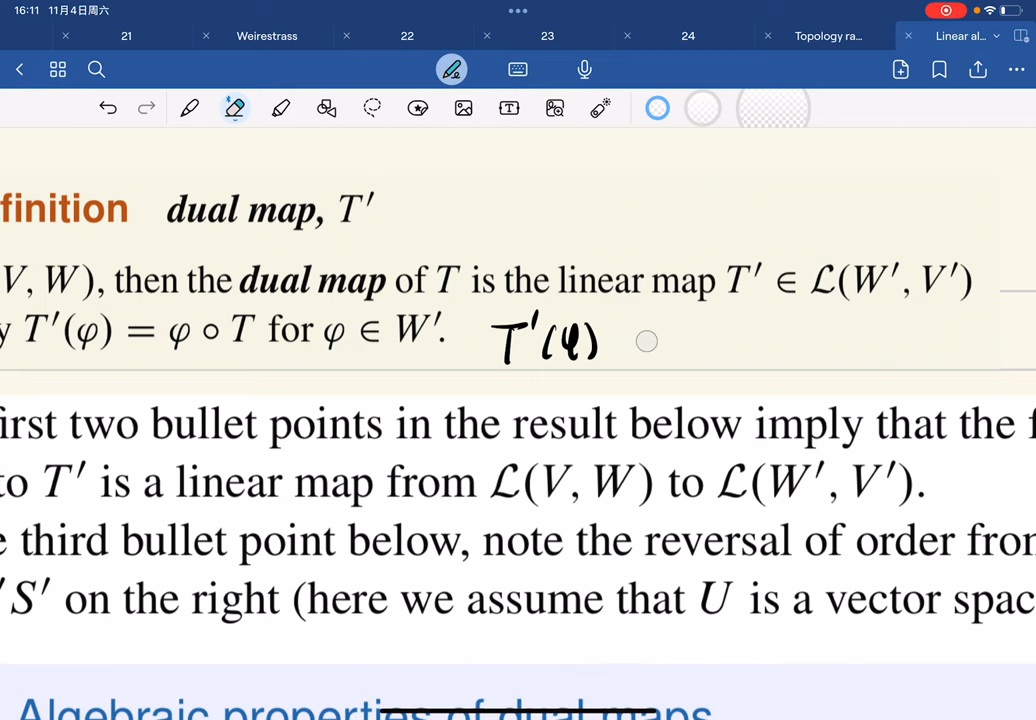 16:11 11月4日周六
21 Weirestrass 22 23 24 Topology ra... Linear al...
finition dual map, T′
V, W), then the dual map of T is the linear map T′ ∈ ℒ(W′, V′)
y T′(φ) = φ ∘ T for φ ∈ W′. T'(φ)
first two bullet points in the result below imply that the f
to T′ is a linear map from ℒ(V, W) to ℒ(W′, V′).
e third bullet point below, note the reversal of order from
′S′ on the right (here we assume that U is a vector spac
Algebraic properties of dual maps